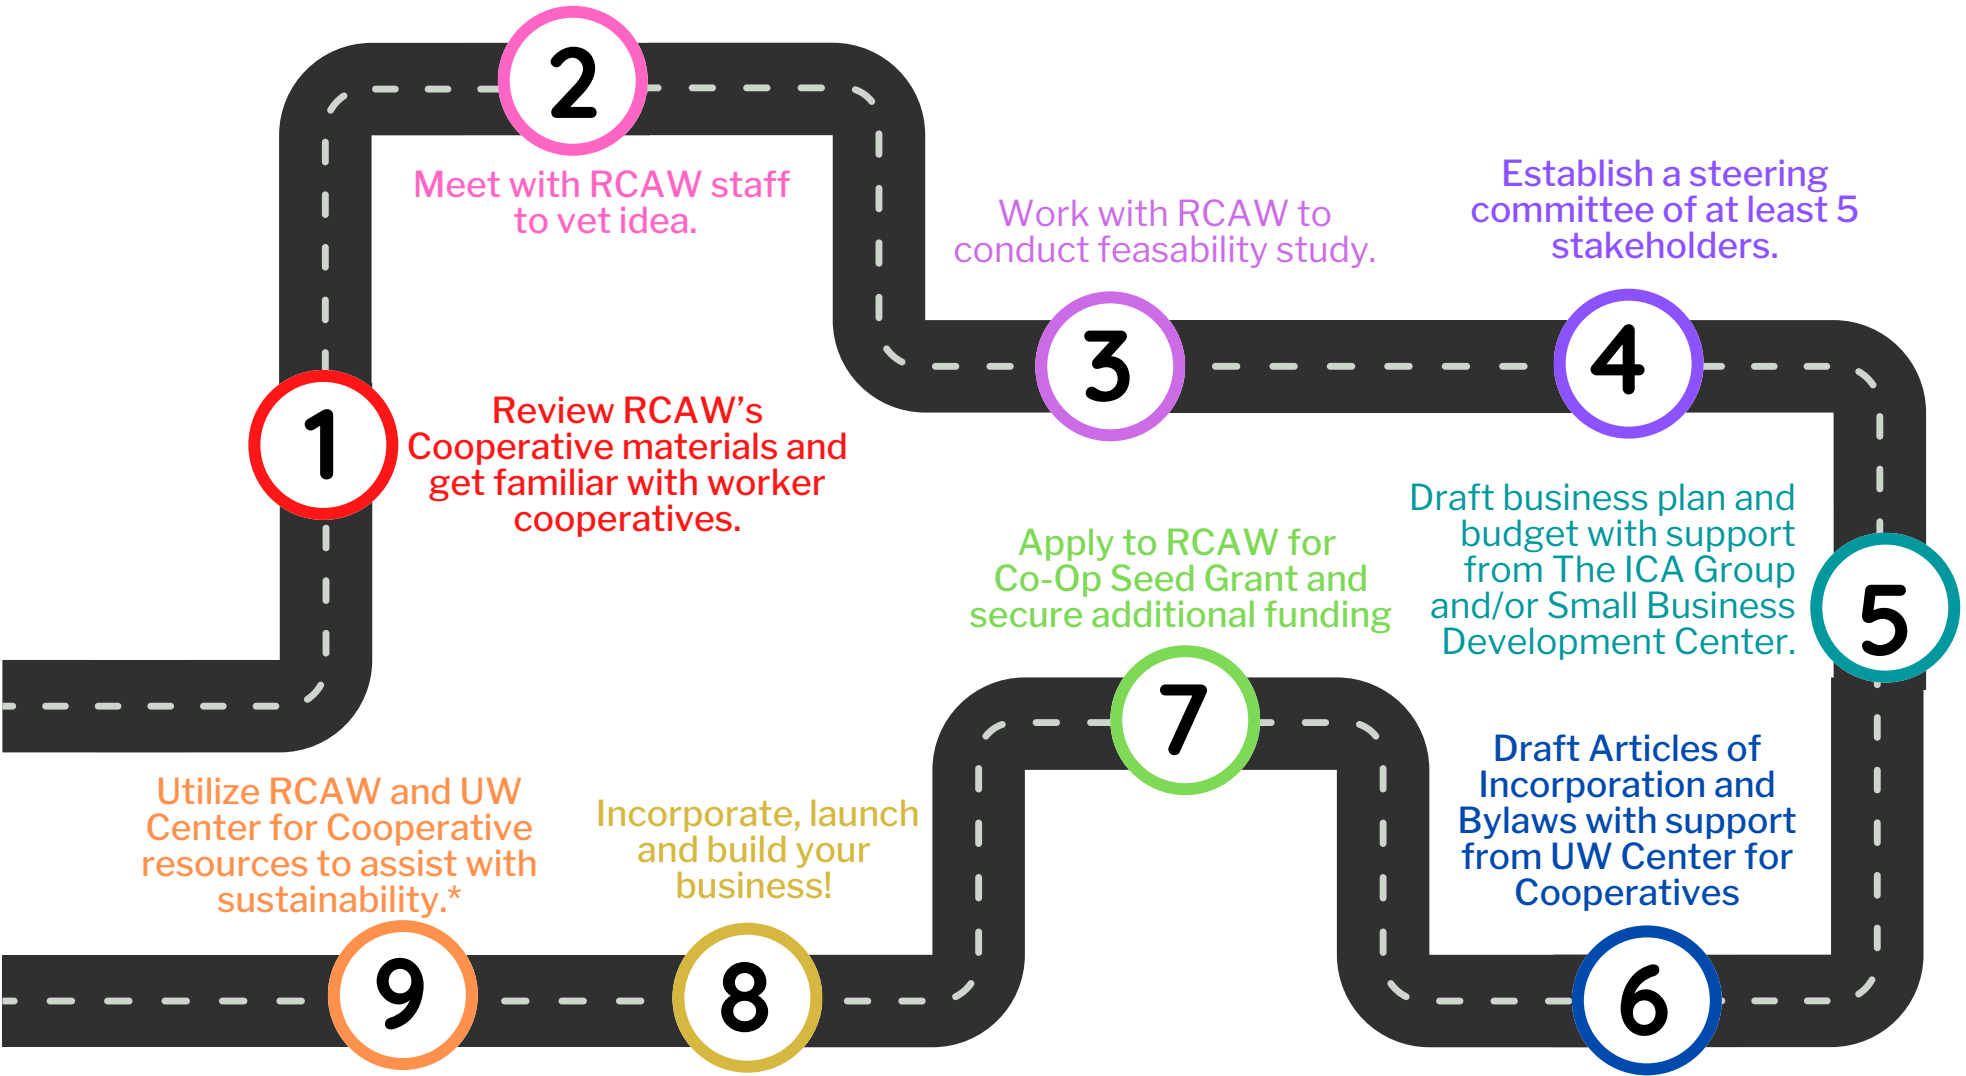 1
Review RCAW’s
Cooperative materials and
get familiar with worker
cooperatives.
2
Meet with RCAW staff
to vet idea.
3
Work with RCAW to
conduct feasability study.
4
Establish a steering
committee of at least 5
stakeholders.
5
Draft business plan and
budget with support
from The ICA Group
and/or Small Business
Development Center.
6
Draft Articles of
Incorporation and
Bylaws with support
from UW Center for
Cooperatives
7
Apply to RCAW for
Co-Op Seed Grant and
secure additional funding
8
Incorporate, launch
and build your
business!
9
Utilize RCAW and UW
Center for Cooperative
resources to assist with
sustainability.*